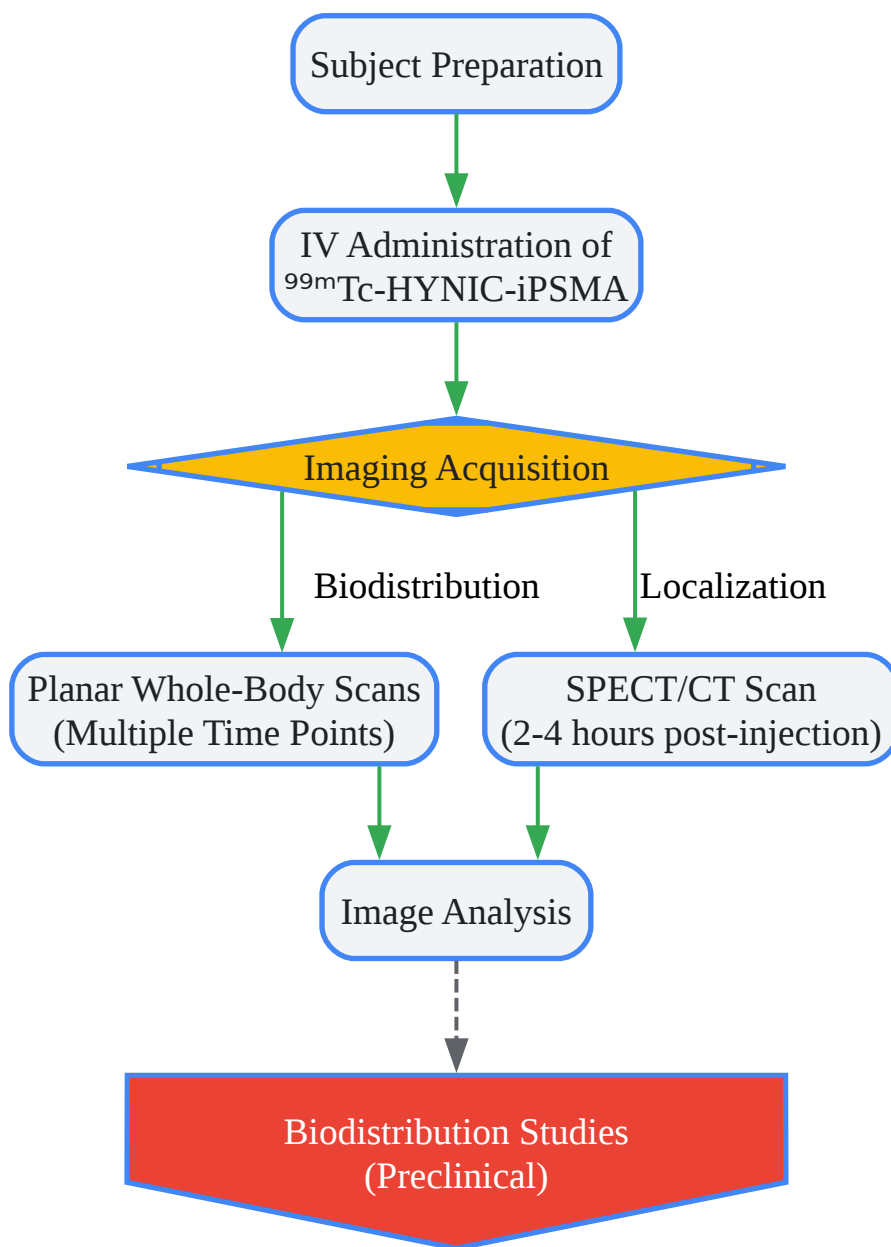 Subject Preparation
IV Administration of
⁹⁹ᵐTc-HYNIC-iPSMA
Imaging Acquisition
Biodistribution
Localization
Planar Whole-Body Scans
(Multiple Time Points)
SPECT/CT Scan
(2-4 hours post-injection)
Image Analysis
Biodistribution Studies
(Preclinical)